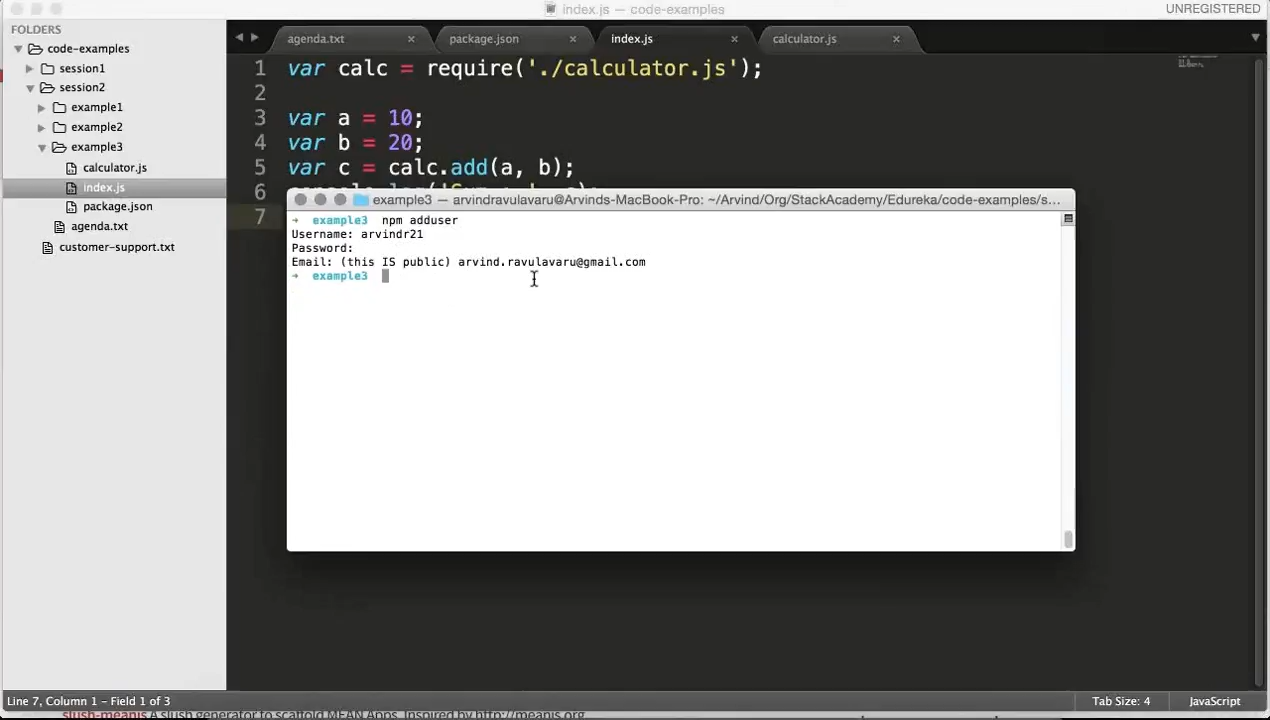 index.js — code-examples
UNREGISTERED
FOLDERS
code-examples
session1
session2
example1
example2
example3
calculator.js
index.js
package.json
agenda.txt
customer-support.txt
agenda.txt × package.json × index.js × calculator.js ×
1 var calc = require('./calculator.js');
2
3 var a = 10;
4 var b = 20;
5 var c = calc.add(a, b);
6
7
example3 — arvindravulavaru@Arvinds-MacBook-Pro: ~/Arvind/Org/StackAcademy/Edureka/code-examples/s...
→ example3 npm adduser
Username: arvindr21
Password:
Email: (this IS public) arvind.ravulavaru@gmail.com
→ example3
Line 7, Column 1 - Field 1 of 3
Tab Size: 4
JavaScript
slush-meanjs A slush generator to scaffold MEAN Apps. Inspired by http://meanjs.org